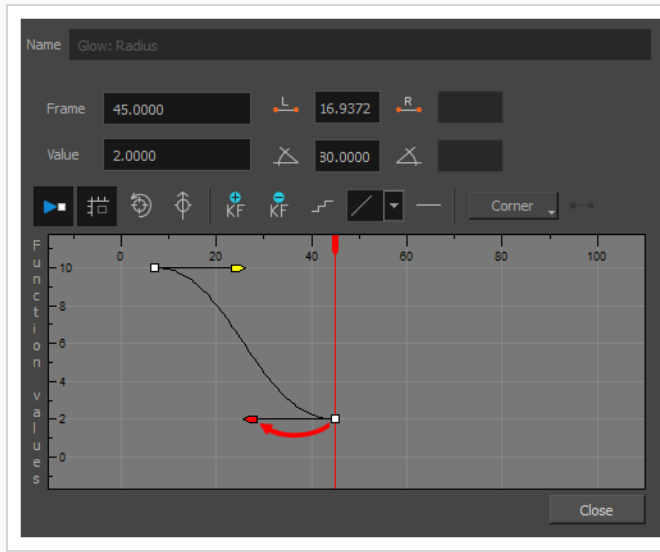 Name Glow: Radius
Frame 45.0000 L 16.9372 R
Value 2.0000 30.0000
KF KF Corner
Function values
0 20 40 60 80 100
10
8
6
4
2
0
Close